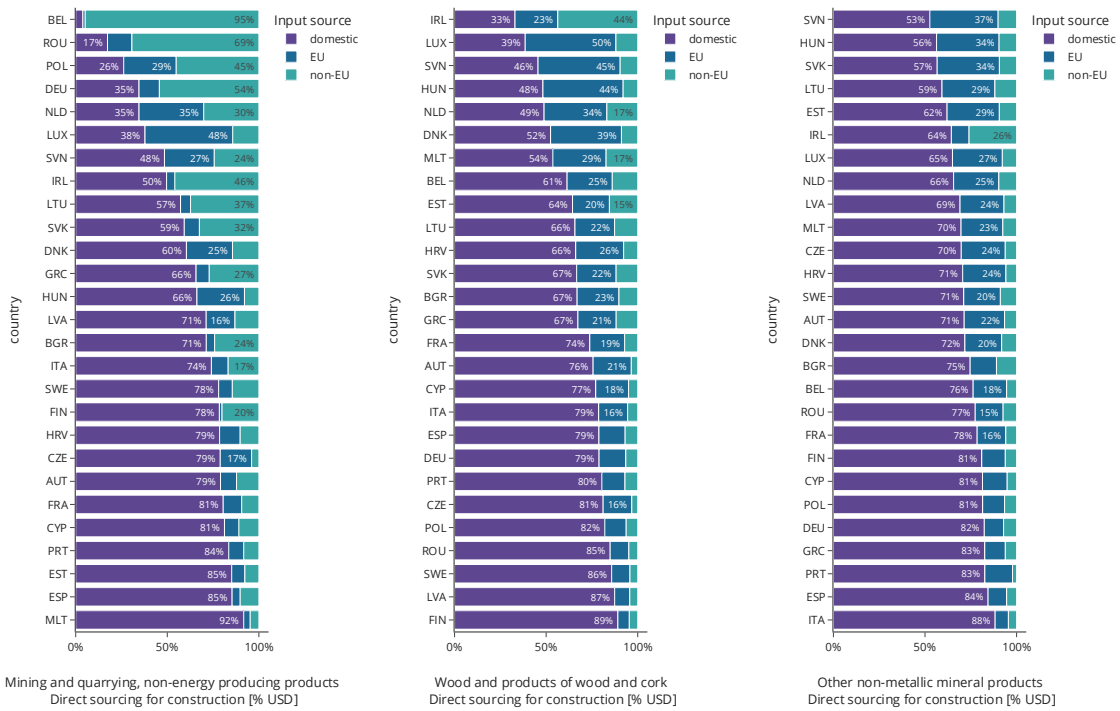 Input source
domestic
EU
non-EU
BEL 95%
ROU 17% 69%
POL 26% 29% 45%
DEU 35% 54%
NLD 35% 35% 30%
LUX 38% 48%
SVN 48% 27% 24%
IRL 50% 46%
LTU 57% 37%
SVK 59% 32%
DNK 60% 25%
GRC 66% 27%
HUN 66% 26%
LVA 71% 16%
BGR 71% 24%
ITA 74% 17%
SWE 78%
FIN 78% 20%
HRV 79%
CZE 79% 17%
AUT 79%
FRA 81%
CYP 81%
PRT 84%
EST 85%
ESP 85%
MLT 92%
country
0% 50% 100%
Mining and quarrying, non-energy producing products
Direct sourcing for construction [% USD]
Input source
domestic
EU
non-EU
IRL 33% 23% 44%
LUX 39% 50%
SVN 46% 45%
HUN 48% 44%
NLD 49% 34% 17%
DNK 52% 39%
MLT 54% 29% 17%
BEL 61% 25%
EST 64% 20% 15%
LTU 66% 22%
HRV 66% 26%
SVK 67% 22%
BGR 67% 23%
GRC 67% 21%
FRA 74% 19%
AUT 76% 21%
CYP 77% 18%
ITA 79% 16%
ESP 79%
DEU 79%
PRT 80%
CZE 81% 16%
POL 82%
ROU 85%
SWE 86%
LVA 87%
FIN 89%
country
0% 50% 100%
Wood and products of wood and cork
Direct sourcing for construction [% USD]
Input source
domestic
EU
non-EU
SVN 53% 37%
HUN 56% 34%
SVK 57% 34%
LTU 59% 29%
EST 62% 29%
IRL 64% 26%
LUX 65% 27%
NLD 66% 25%
LVA 69% 24%
MLT 70% 23%
CZE 70% 24%
HRV 71% 24%
SWE 71% 20%
AUT 71% 22%
DNK 72% 20%
BGR 75%
BEL 76% 18%
ROU 77% 15%
FRA 78% 16%
FIN 81%
CYP 81%
POL 81%
DEU 82%
GRC 83%
PRT 83%
ESP 84%
ITA 88%
country
0% 50% 100%
Other non-metallic mineral products
Direct sourcing for construction [% USD]